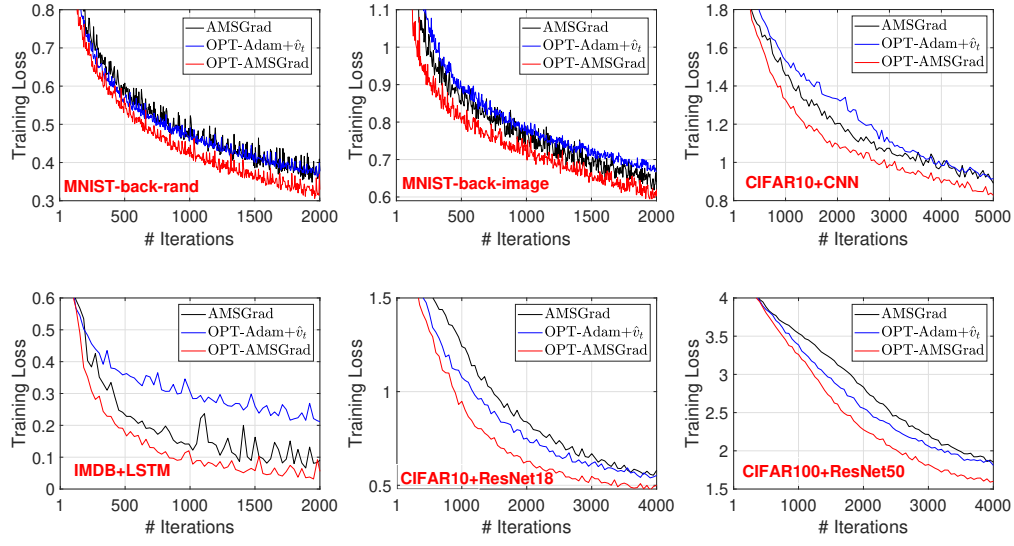 0.8
0.7
0.6
0.5
0.4
0.3
Training Loss
AMSGrad
OPT-Adam+v̂ₜ
OPT-AMSGrad
MNIST-back-rand
1 500 1000 1500 2000
# Iterations
1.1
1
0.9
0.8
0.7
0.6
Training Loss
AMSGrad
OPT-Adam+v̂ₜ
OPT-AMSGrad
MNIST-back-image
1 500 1000 1500 2000
# Iterations
1.8
1.6
1.4
1.2
1
0.8
Training Loss
AMSGrad
OPT-Adam+v̂ₜ
OPT-AMSGrad
CIFAR10+CNN
1 1000 2000 3000 4000 5000
# Iterations
0.6
0.5
0.4
0.3
0.2
0.1
0
Training Loss
AMSGrad
OPT-Adam+v̂ₜ
OPT-AMSGrad
IMDB+LSTM
1 500 1000 1500 2000
# Iterations
1.5
1
0.5
Training Loss
AMSGrad
OPT-Adam+v̂ₜ
OPT-AMSGrad
CIFAR10+ResNet18
1 1000 2000 3000 4000
# Iterations
4
3.5
3
2.5
2
1.5
Training Loss
AMSGrad
OPT-Adam+v̂ₜ
OPT-AMSGrad
CIFAR100+ResNet50
1 1000 2000 3000 4000
# Iterations